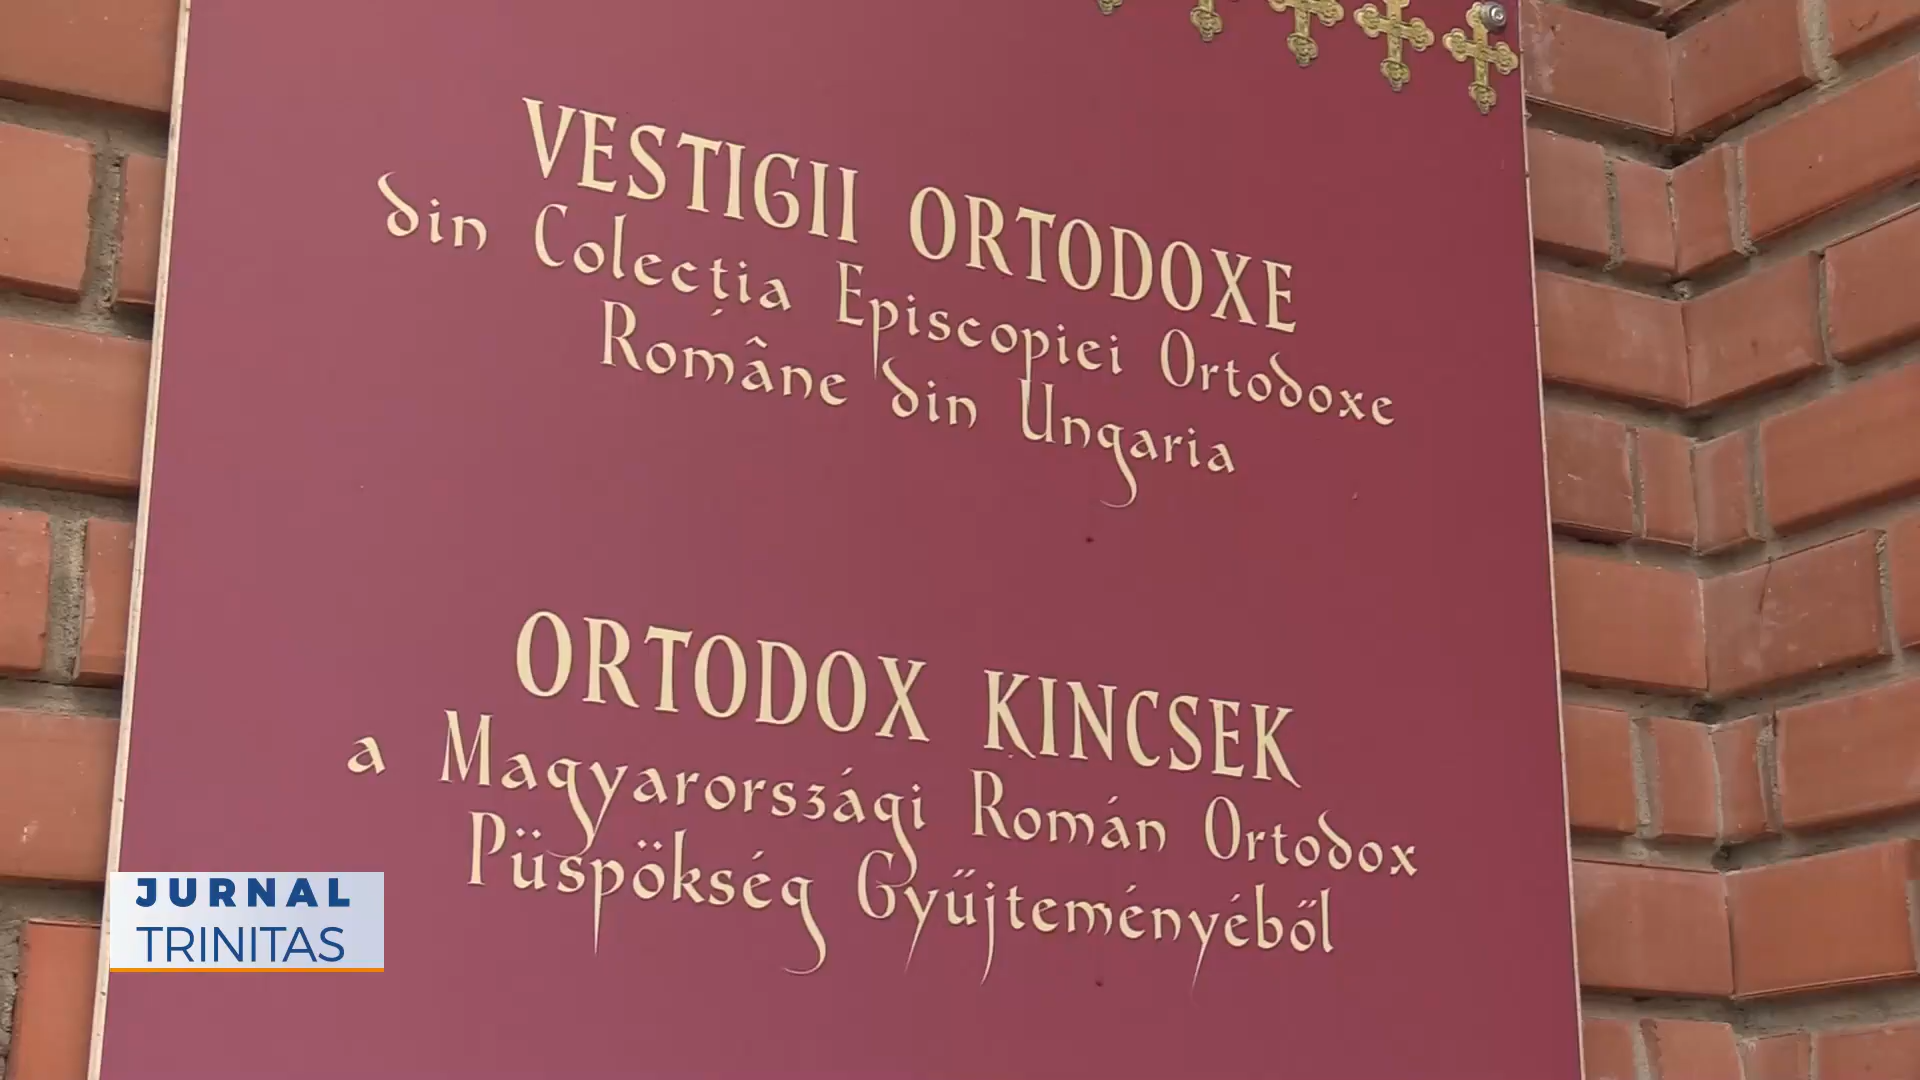 VESTIGII ORTODOXE
din Colecția Episcopiei Ortodoxe
Române din Ungaria
ORTODOX KINCSEK
a Magyarországi Román Ortodox
Püspökség Gyűjteményéből
JURNAL
TRINITAS